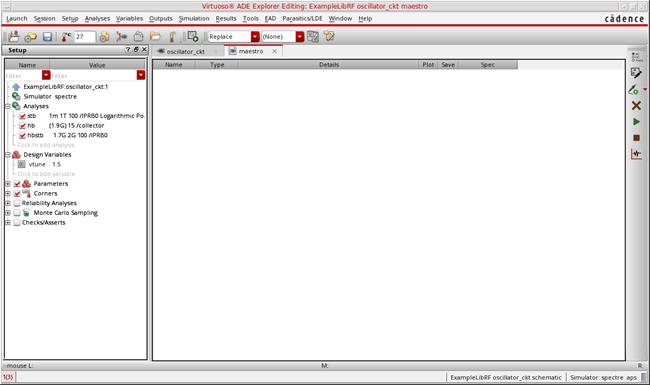 Virtuoso® ADE Explorer Editing: ExampleLibRF oscillator_ckt maestro
Launch Session Setup Analyses Variables Outputs Simulation Results Tools EAD Parasitics/LDE Window Help cādence
27 Replace (None)
Setup ? oscillator_ckt maestro
Name Value Name Type Details Plot Save Spec
Filter Filter
ExampleLibRF:oscillator_ckt:1
Simulator spectre
Analyses
stb 1m 1T 100 /IPRB0 Logarithmic Po..
hb (1.9G) 15 /collector
hbstb 1.7G 2G 100 /IPRB0
Click to add analysis
Design Variables
vtune 1.5
Click to add variable
Parameters
Corners
Reliability Analyses
Monte Carlo Sampling
Checks/Asserts
mouse L: M: R:
1(3) ExampleLibRF oscillator_ckt schematic Simulator: spectre aps